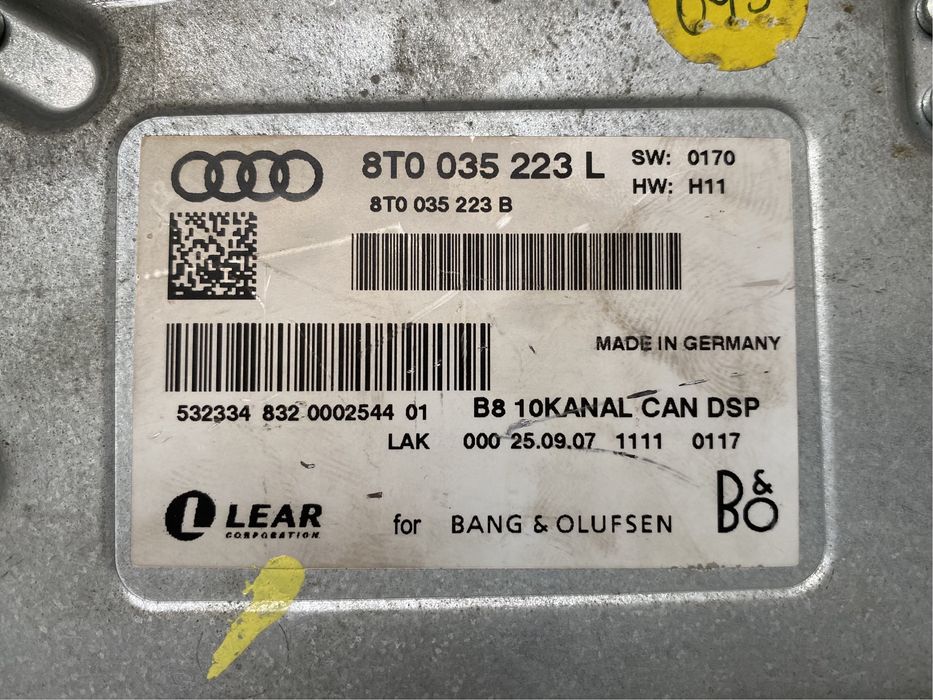 8T0 035 223 L
SW: 0170
HW: H11
8T0 035 223 B
MADE IN GERMANY
532334 832 0002544 01
B8 10KANAL CAN DSP
LAK 000 25.09.07 1111 0117
L LEAR
CORPORATION
for BANG & OLUFSEN
B&O